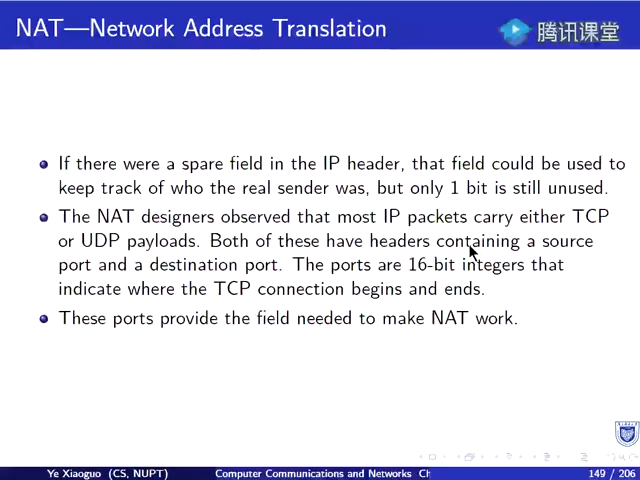 NAT—Network Address Translation
腾讯课堂
If there were a spare field in the IP header, that field could be used to
keep track of who the real sender was, but only 1 bit is still unused.
The NAT designers observed that most IP packets carry either TCP
or UDP payloads. Both of these have headers containing a source
port and a destination port. The ports are 16-bit integers that
indicate where the TCP connection begins and ends.
These ports provide the field needed to make NAT work.
Ye Xiaoguo (CS, NUPT) Computer Communications and Networks Ch 149 / 206